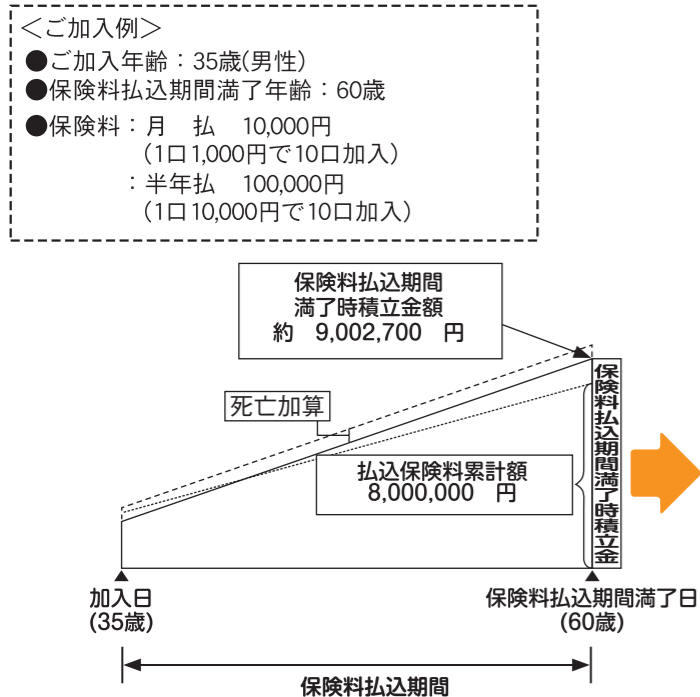 ＜ご加入例＞
●ご加入年齢：35歳(男性)
●保険料払込期間満了年齢：60歳
●保険料：月　払　10,000円
（1口1,000円で10口加入）
：半年払　100,000円
（1口10,000円で10口加入）
保険料払込期間
満了時積立金額
約　9,002,700　円
死亡加算
払込保険料累計額
8,000,000　円
保険料払込期間満了時積立金
▲
加入日
(35歳)
▲
保険料払込期間満了日
(60歳)
保険料払込期間